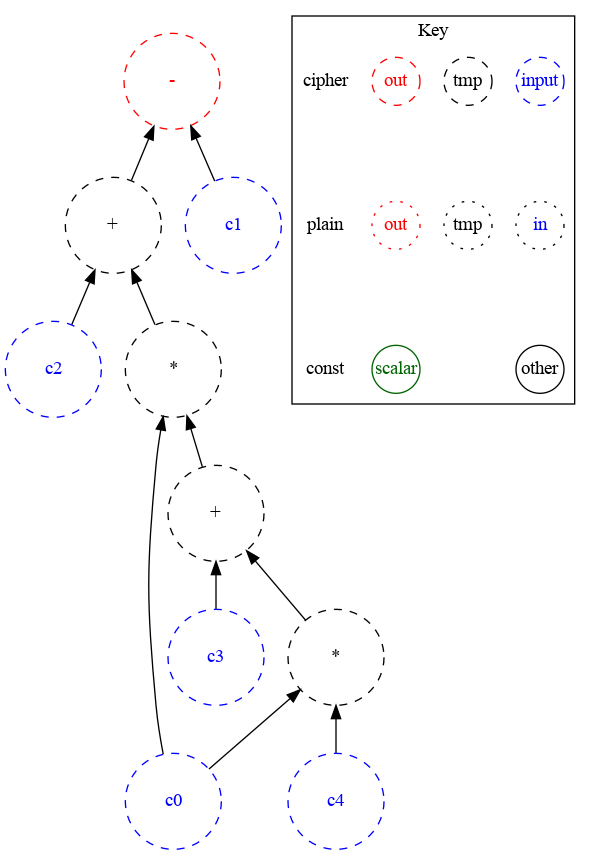 -
+
c1
c2
*
+
c3
*
c0
c4
Key
cipher out tmp input
plain out tmp in
const scalar other